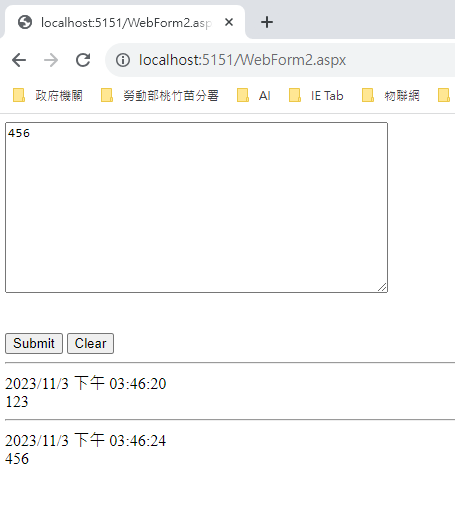 localhost:5151/WebForm2.asp
localhost:5151/WebForm2.aspx
政府機關 勞動部桃竹苗分署 AI IE Tab 物聯網
456
Submit Clear
2023/11/3 下午 03:46:20
123
2023/11/3 下午 03:46:24
456